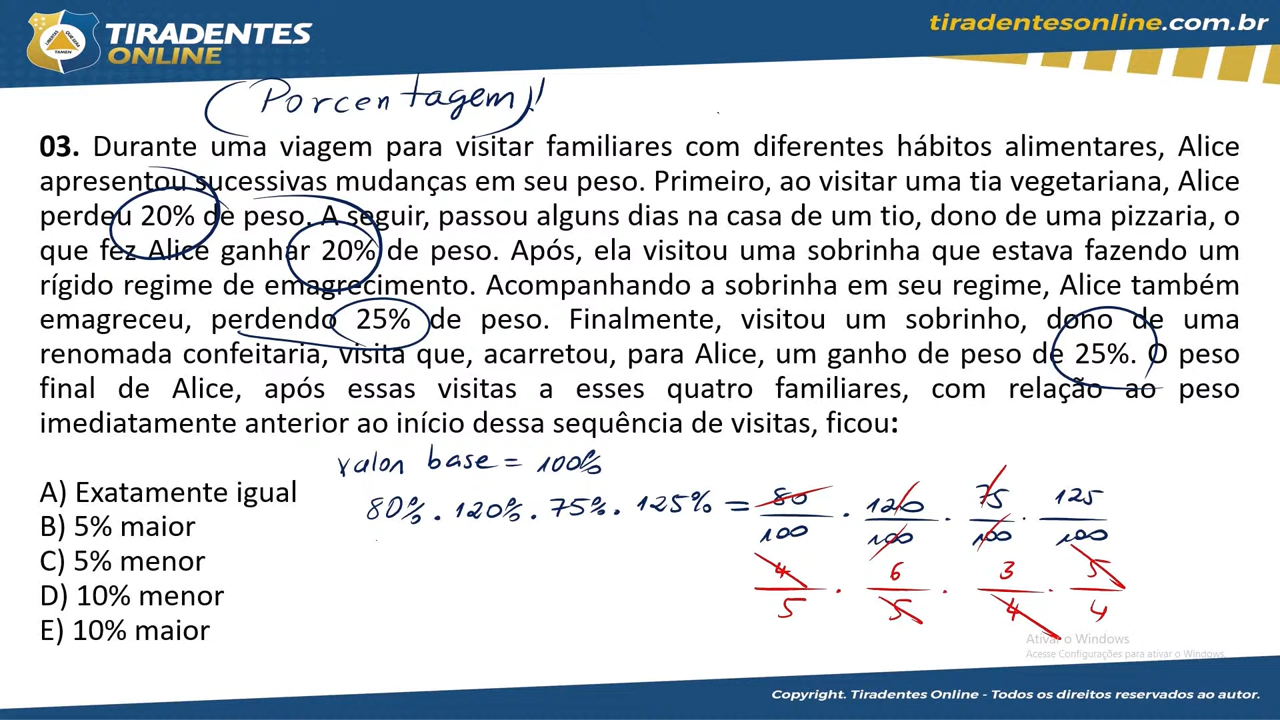 TIRADENTES
ONLINE
tiradentesonline.com.br
(Porcentagem)!
03. Durante uma viagem para visitar familiares com diferentes hábitos alimentares, Alice
apresentou sucessivas mudanças em seu peso. Primeiro, ao visitar uma tia vegetariana, Alice
perdeu 20% de peso. A seguir, passou alguns dias na casa de um tio, dono de uma pizzaria, o
que fez Alice ganhar 20% de peso. Após, ela visitou uma sobrinha que estava fazendo um
rígido regime de emagrecimento. Acompanhando a sobrinha em seu regime, Alice também
emagreceu, perdendo 25% de peso. Finalmente, visitou um sobrinho, dono de uma
renomada confeitaria, visita que, acarretou, para Alice, um ganho de peso de 25%. O peso
final de Alice, após essas visitas a esses quatro familiares, com relação ao peso
imediatamente anterior ao início dessa sequência de visitas, ficou:
valor base = 100%
A) Exatamente igual
B) 5% maior
C) 5% menor
D) 10% menor
E) 10% maior
80% . 120% . 75% . 125% = 80/100 . 120/100 . 75/100 . 125/100
4/5 . 6/5 . 3/4 . 5/4
Ativar o Windows
Acesse Configurações para ativar o Windows.
Copyright. Tiradentes Online - Todos os direitos reservados ao autor.